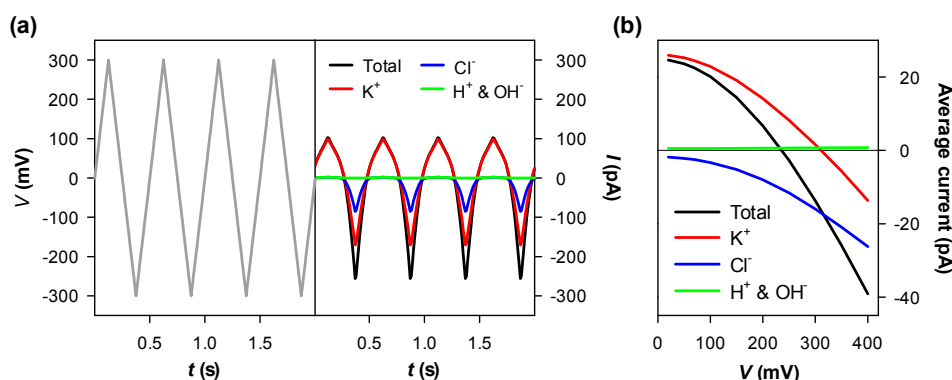 (a)
V (mV)
300
200
100
0
-100
-200
-300
0.5
1.0
1.5
t (s)
Total
K⁺
Cl⁻
H⁺ & OH⁻
300
200
100
0
-100
-200
-300
I (pA)
0.5
1.0
1.5
t (s)
(b)
Total
K⁺
Cl⁻
H⁺ & OH⁻
20
0
-20
-40
Average current (pA)
0
100
200
300
400
V (mV)